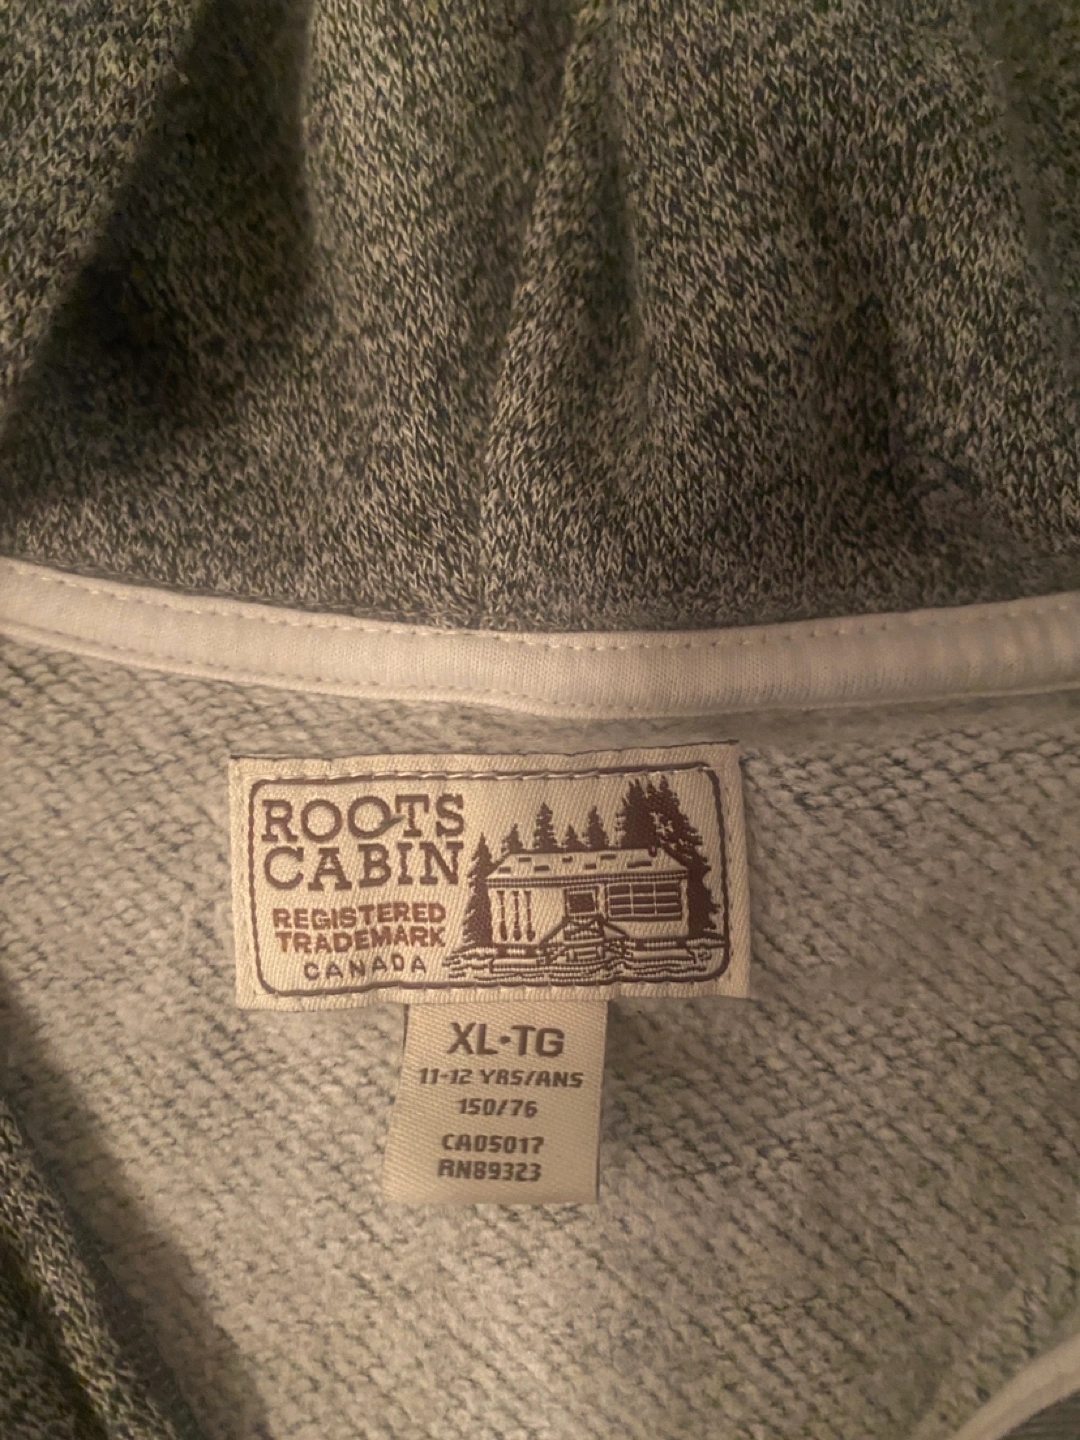 ROOTS
CABIN
REGISTERED
TRADEMARK
CANADA
XL•TG
11-12 YRS/ANS
150/76
CA05017
RN89323